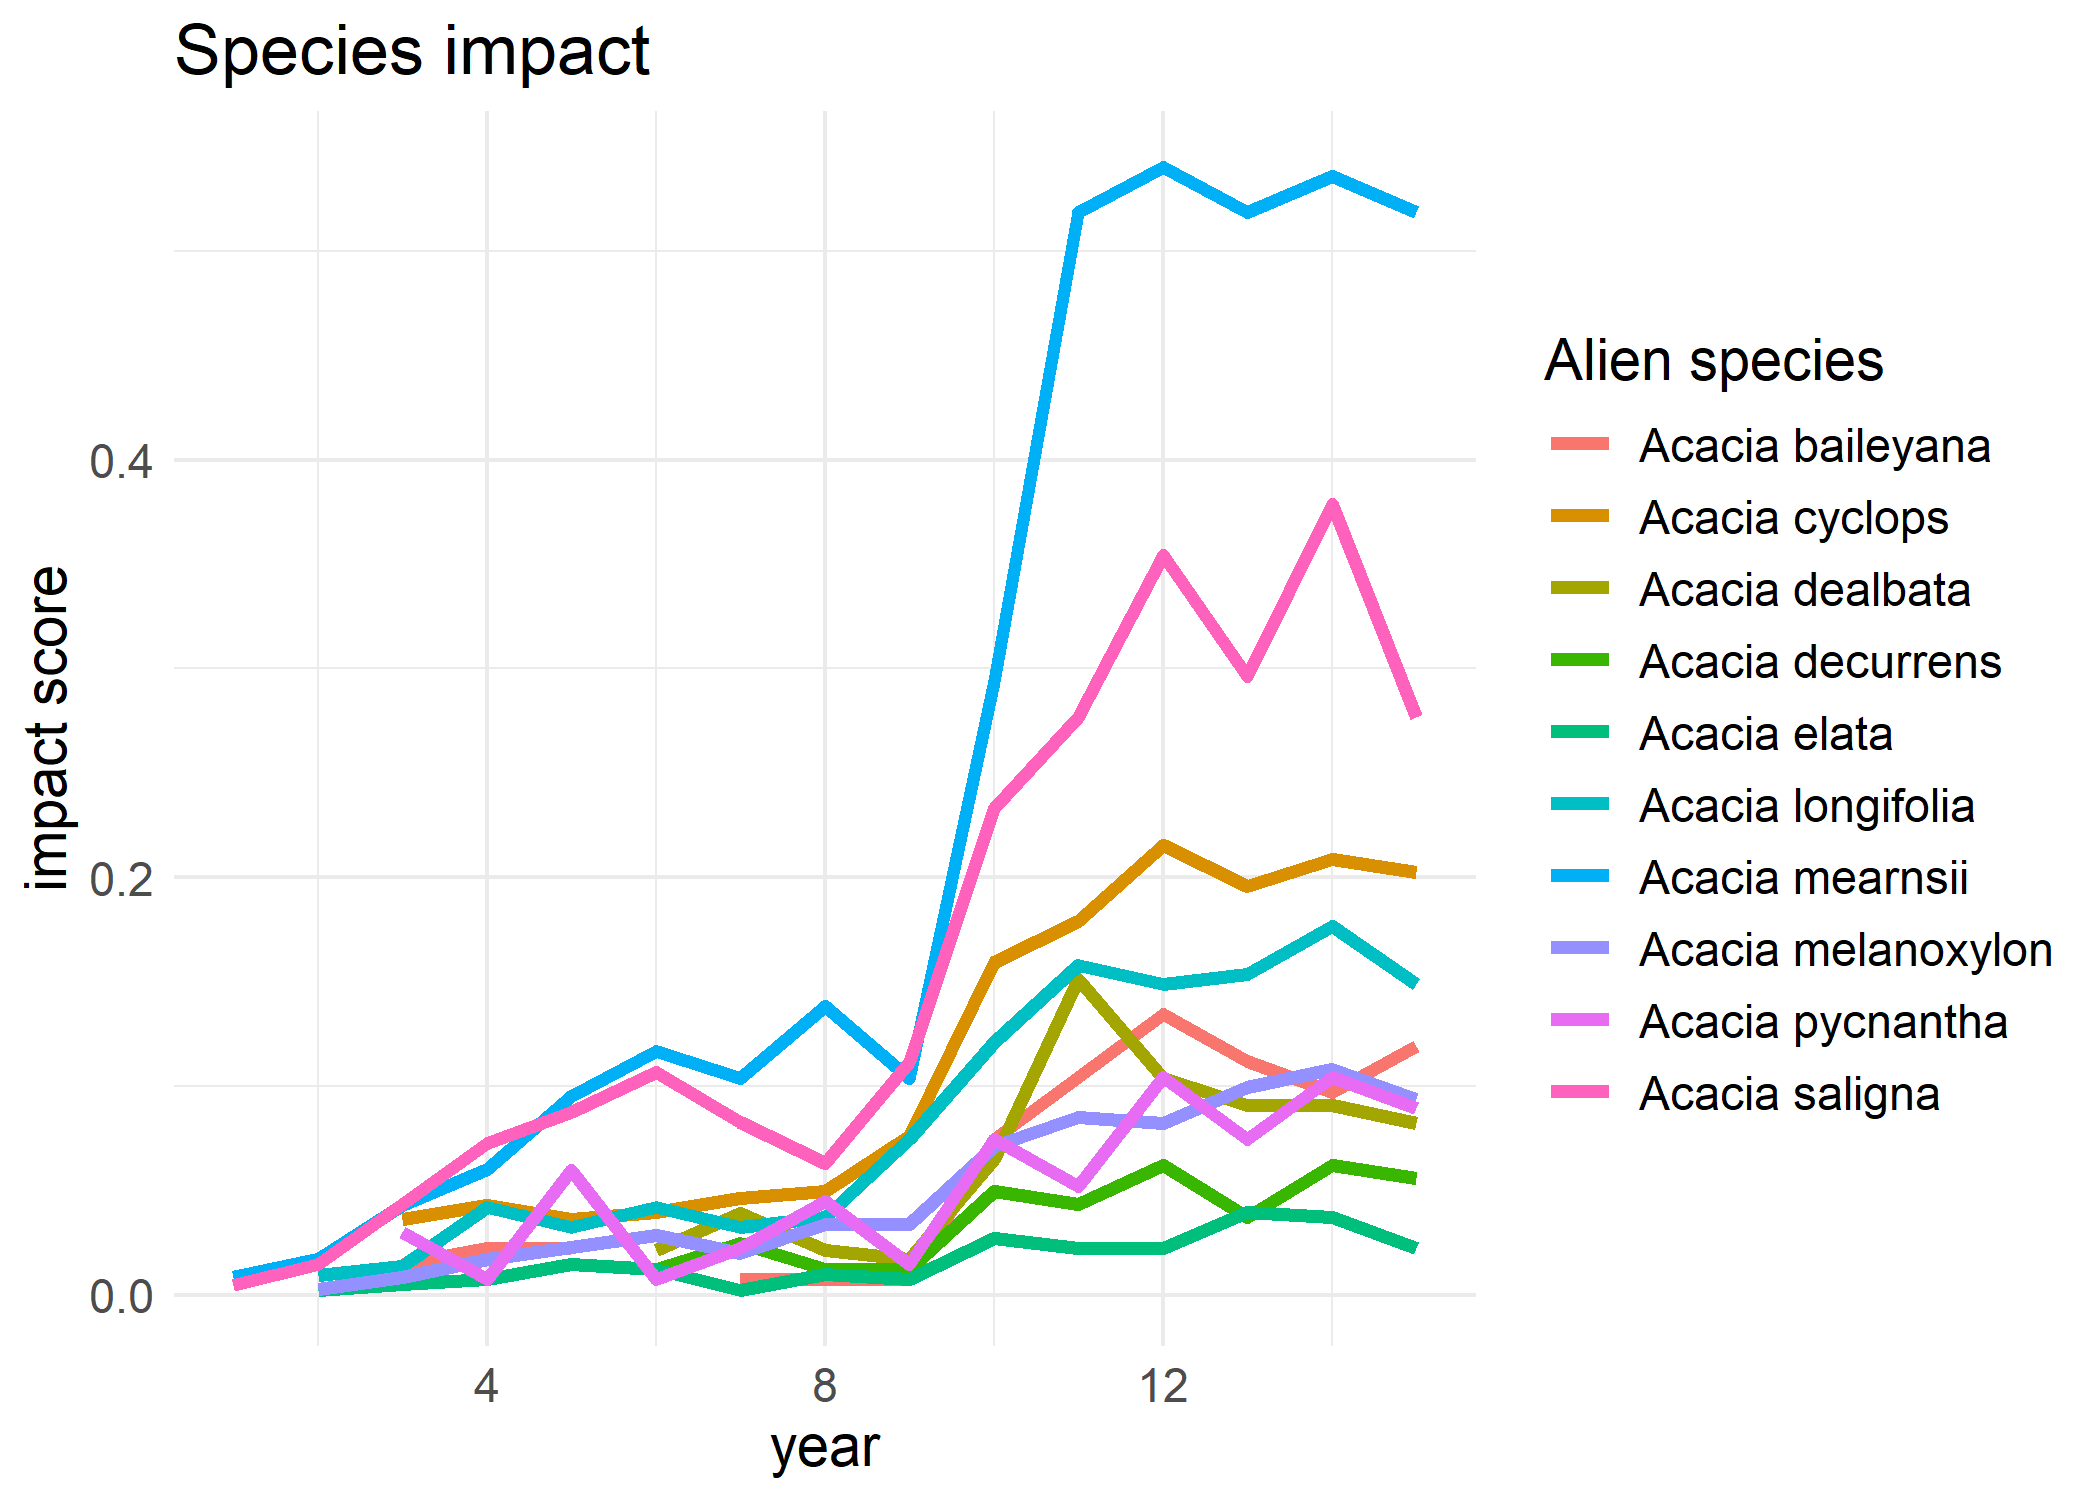 Species impact
impact score
0.4
0.2
0.0
4 8 12
year
Alien species
Acacia baileyana
Acacia cyclops
Acacia dealbata
Acacia decurrens
Acacia elata
Acacia longifolia
Acacia mearnsii
Acacia melanoxylon
Acacia pycnantha
Acacia saligna